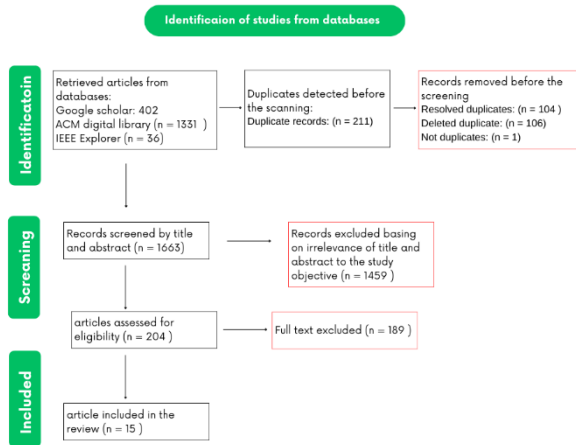 Identificaion of studies from databases
Identificatoin
Retrieved articles from
databases:
Google scholar: 402
ACM digital library (n = 1331 )
IEEE Explorer (n = 36)
Duplicates detected before
the scanning:
Duplicate records: (n = 211)
Records removed before the
screening
Resolved duplicates: (n = 104 )
Deleted duplicate: (n = 106)
Not duplicates: (n = 1)
Screaning
Records screened by title
and abstract (n = 1663)
Records excluded basing
on irrelevance of title and
abstract to the study
objective (n = 1459)
articles assessed for
eligibility (n = 204 )
Full text excluded (n = 189)
Included
article included in the
review (n = 15 )